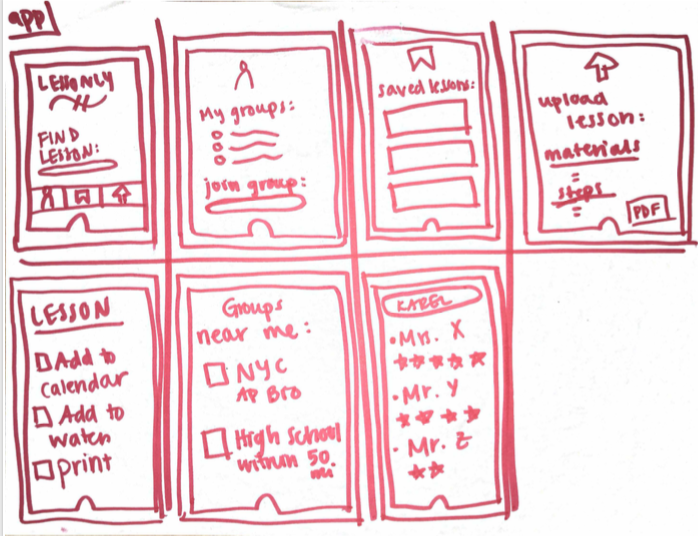 app
LESSONLY
FIND
LESSON:
My groups:
join group:
saved lessons:
upload
lesson:
materials
steps
PDF
LESSON
Add to
calendar
Add to
watch
print
Groups
near me:
NYC
AP Bio
High School
within 50
mi.
KAREL
Mrs. X
Mr. Y
Mr. Z